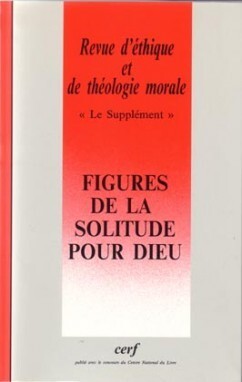 Revue d'éthique
et
de théologie morale
« Le Supplément »
FIGURES
DE LA
SOLITUDE
POUR DIEU
cerf
publié avec le concours du Centre National du Livre